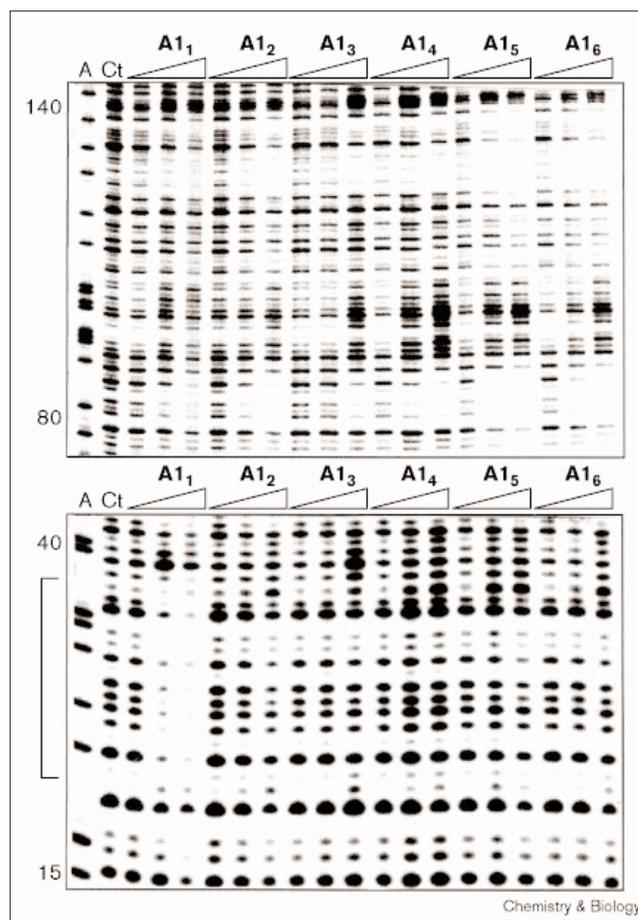 A Ct A1₁ A1₂ A1₃ A1₄ A1₅ A1₆
140
80
A Ct A1₁ A1₂ A1₃ A1₄ A1₅ A1₆
40
15
Chemistry & Biology